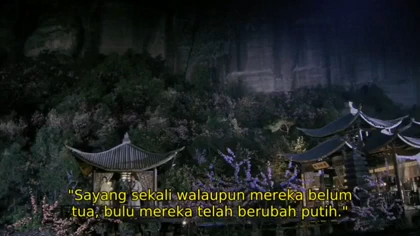 "Sayang sekali walaupun mereka belum
tua, bulu mereka telah berubah putih."